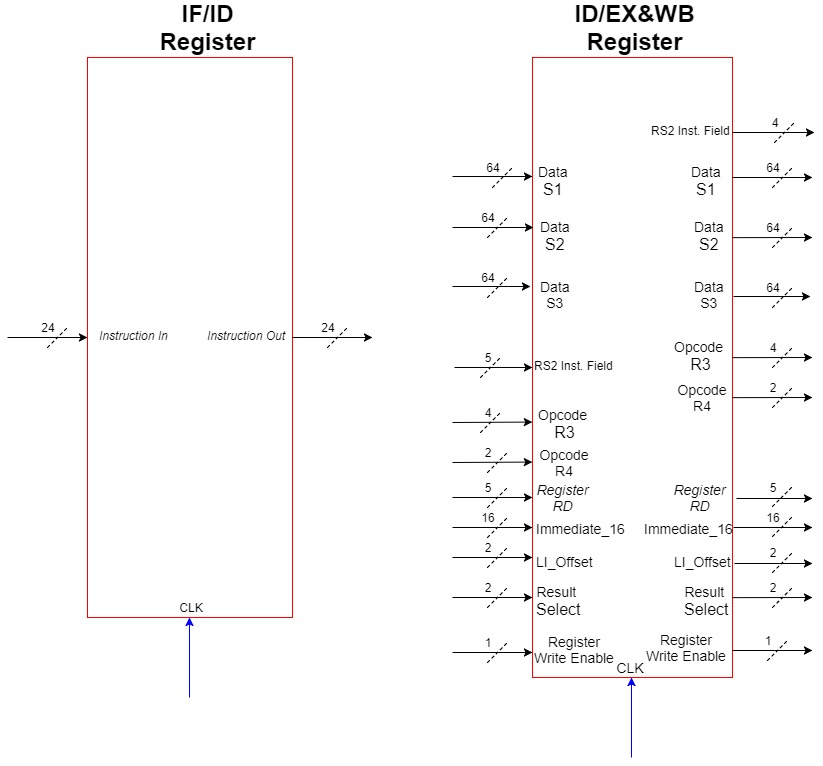 IF/ID
Register
24
Instruction In
Instruction Out
24
CLK
ID/EX&WB
Register
RS2 Inst. Field
4
64
Data
S1
Data
S1
64
64
Data
S2
Data
S2
64
64
Data
S3
Data
S3
64
5
RS2 Inst. Field
Opcode
R3
4
Opcode
R4
2
4
Opcode
R3
2
Opcode
R4
5
Register
RD
Register
RD
5
16
Immediate_16
Immediate_16
16
2
LI_Offset
LI_Offset
2
2
Result
Select
Result
Select
2
1
Register
Write Enable
Register
Write Enable
1
CLK